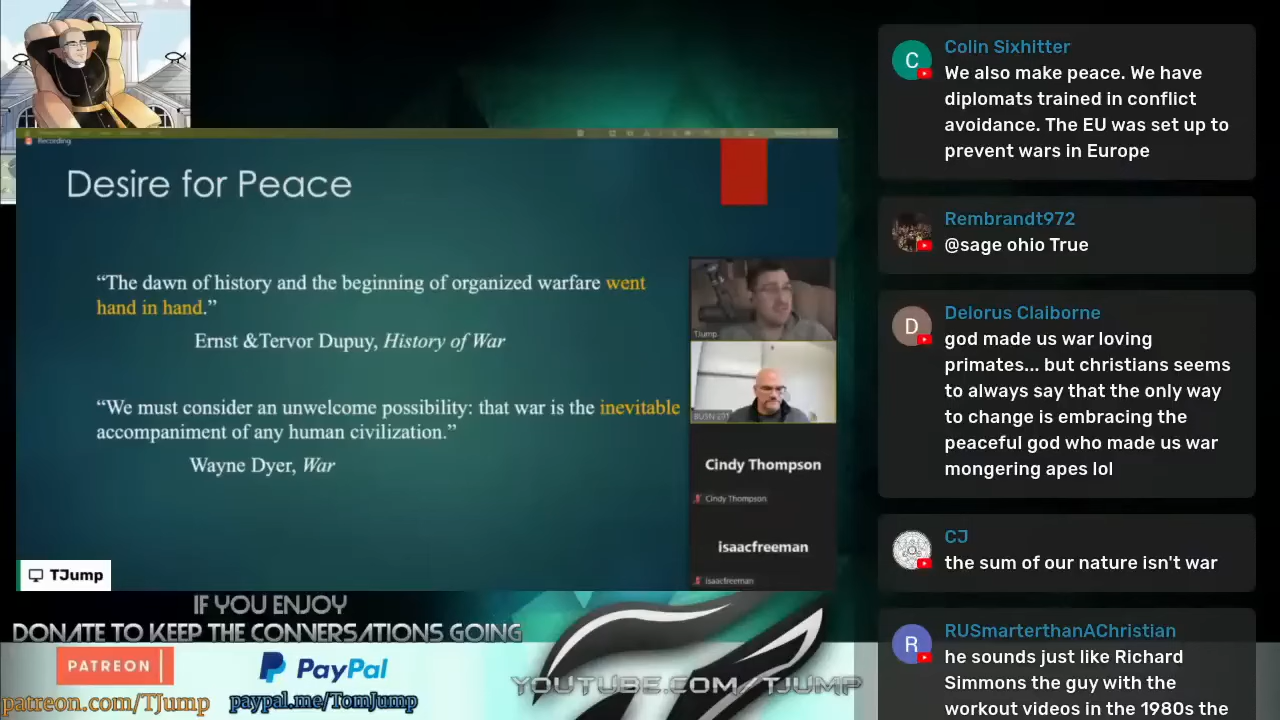 Recording
Desire for Peace
“The dawn of history and the beginning of organized warfare went
hand in hand.”
Ernst &Tervor Dupuy, History of War
“We must consider an unwelcome possibility: that war is the inevitable
accompaniment of any human civilization.”
Wayne Dyer, War
TJump
Cindy Thompson
Cindy Thompson
isaacfreeman
isaacfreeman
TJump
IF YOU ENJOY
DONATE TO KEEP THE CONVERSATIONS GOING
PATREON
patreon.com/TJump
PayPal
paypal.me/TomJump
YOUTUBE.COM/TJUMP
C
Colin Sixhitter
We also make peace. We have
diplomats trained in conflict
avoidance. The EU was set up to
prevent wars in Europe
Rembrandt972
@sage ohio True
D
Delorus Claiborne
god made us war loving
primates... but christians seems
to always say that the only way
to change is embracing the
peaceful god who made us war
mongering apes lol
CJ
the sum of our nature isn't war
R
RUSmarterthanAChristian
he sounds just like Richard
Simmons the guy with the
workout videos in the 1980s the